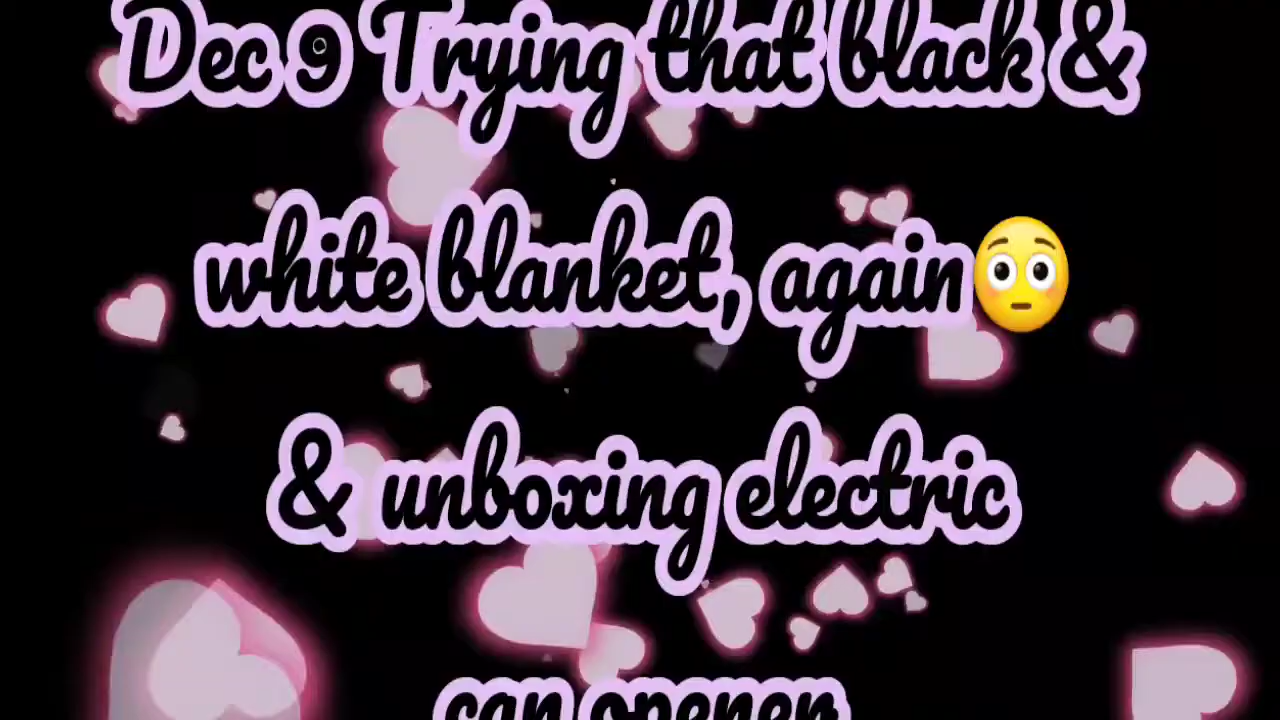 Dec 9 Trying that black &
white blanket, again😳
& unboxing electric
can opener